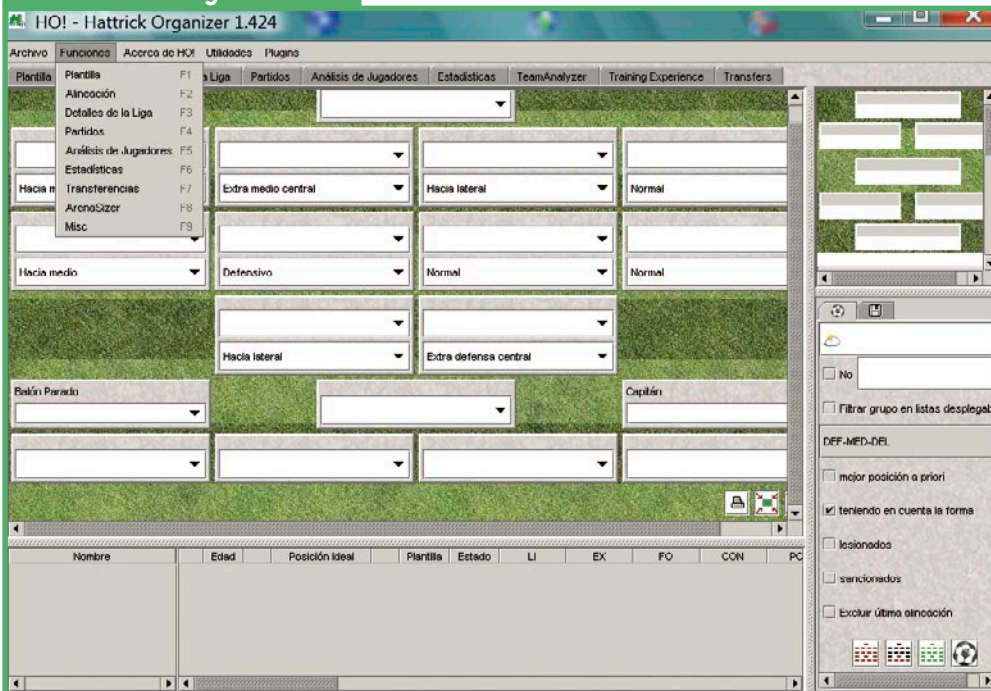 HO! - Hattrick Organizer 1.424
Archivo Funciones Acerca de HO! Utilidades Plugins
Plantilla Liga Partidos Análisis de Jugadores Estadísticas TeamAnalyzer Training Experience Transfers
Plantilla F1
Alineación F2
Detalles de la Liga F3
Partidos F4
Análisis de Jugadores F5
Estadísticas F6
Transferencias F7
ArenaSizer F8
Misc F9
Hacia Extra medio central Hacia lateral Normal
Hacia medio Defensivo Normal Normal
Hacia lateral Extra defensa central
Balón Parado Capitán
No
Filtrar grupo en listas
DEF-MED-DEL
mejor posición a priori
teniendo en cuenta la forma
lesionados
sancionados
Excluir última alineación
Nombre Edad Posición Ideal Plantilla Estado LI EX FO CON PC